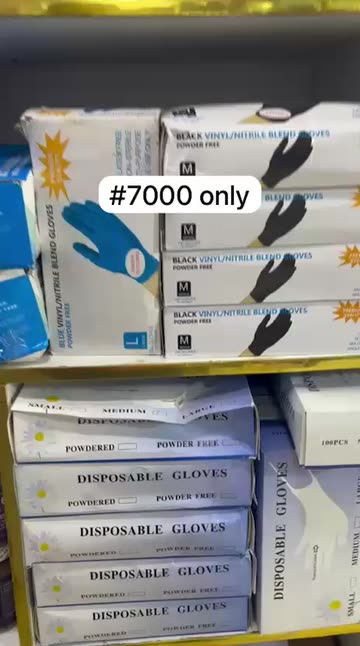 #7000 only
BLUE VINYL/NITRILE BLEND GLOVES
POWDER FREE
L
BLACK VINYL/NITRILE BLEND GLOVES
POWDER FREE
M
BLEND GLOVES
M
BLACK VINYL/NITRILE BLEND GLOVES
POWDER FREE
M
BLACK VINYL/NITRILE BLEND GLOVES
POWDER FREE
M
SMALL
MEDIUM
LARGE
DISPOSABLE GLOVES
POWDERED
POWDER FREE
DISPOSABLE GLOVES
POWDERED
POWDER FREE
DISPOSABLE GLOVES
POWDERED
POWDER FREE
DISPOSABLE GLOVES
POWDERED
POWDER FREE
DISPOSABLE GLOVES
POWDERED
POWDER FREE
100PCS
DISPOSABLE GLOVES
SMALL
MEDIUM